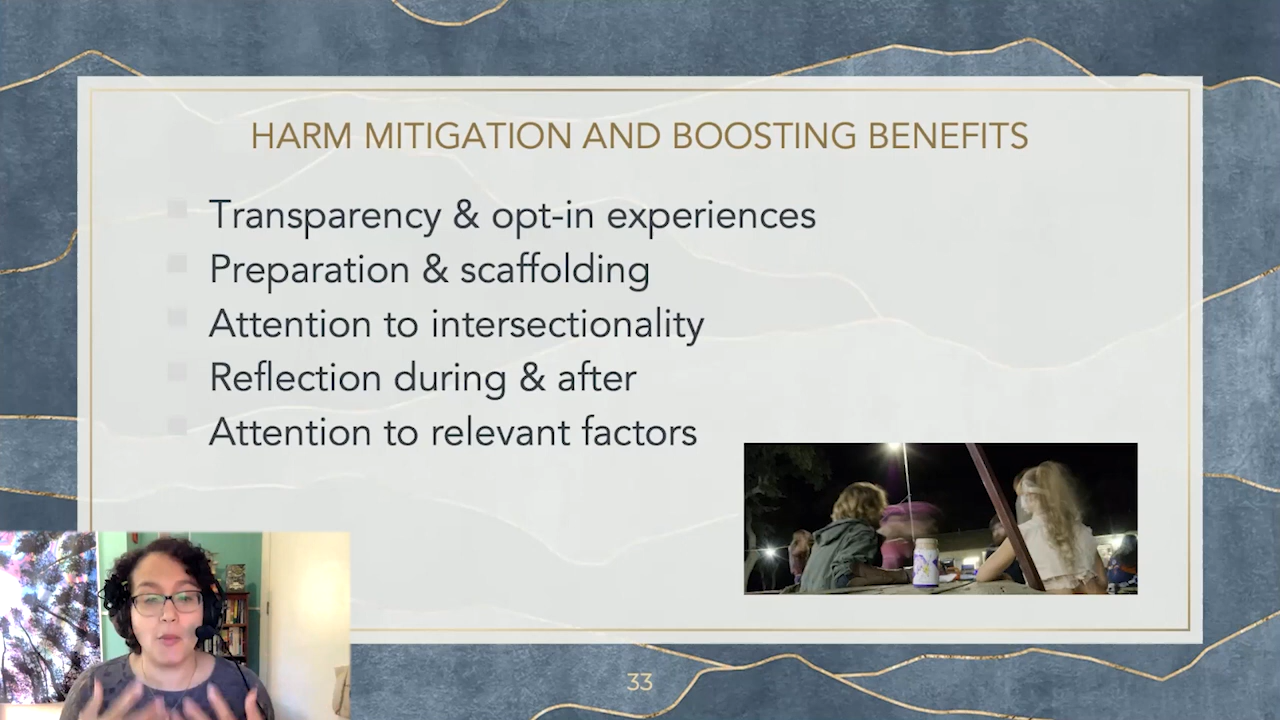 HARM MITIGATION AND BOOSTING BENEFITS
Transparency & opt-in experiences
Preparation & scaffolding
Attention to intersectionality
Reflection during & after
Attention to relevant factors
33